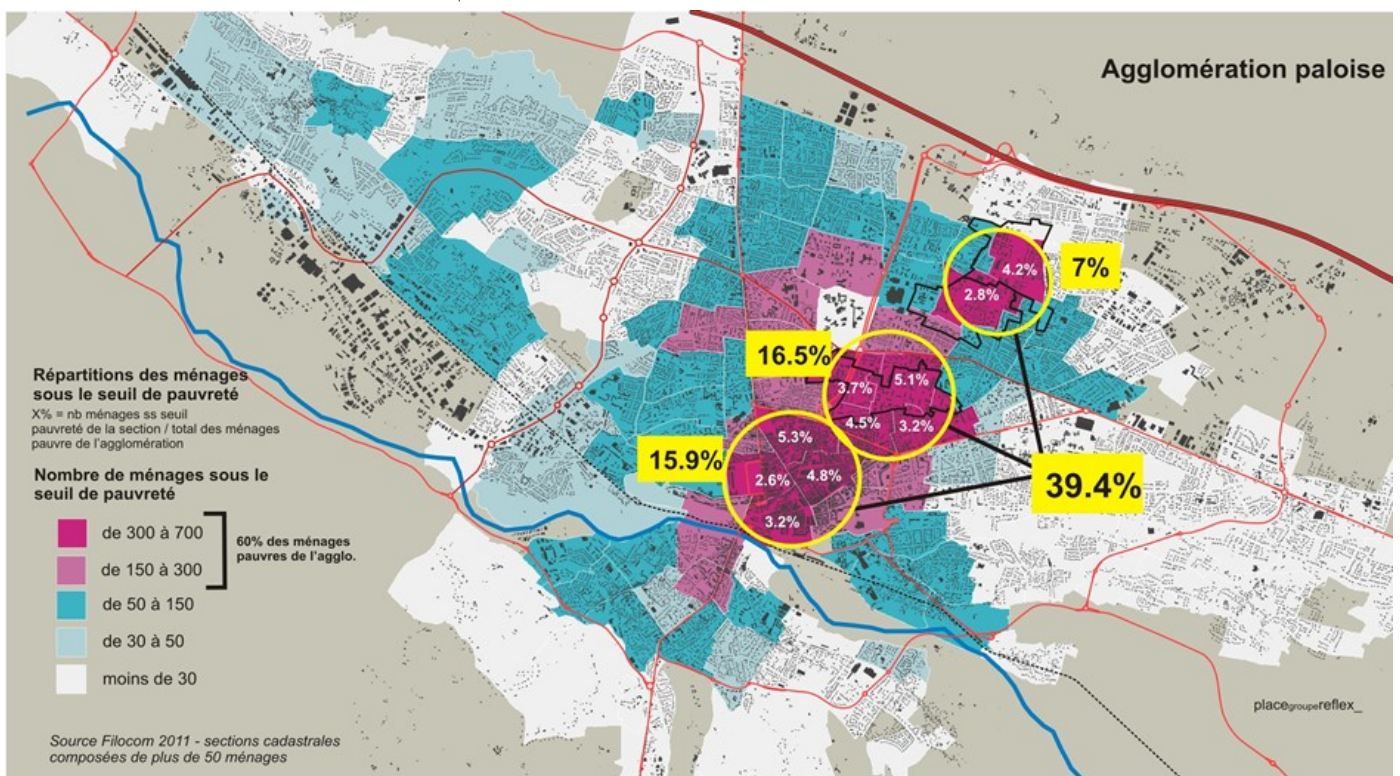 Agglomération paloise
4.2%
7%
2.8%
16.5%
3.7%
5.1%
4.5%
3.2%
15.9%
5.3%
2.6%
4.8%
3.2%
39.4%
Répartitions des ménages
sous le seuil de pauvreté
X% = nb ménages ss seuil
pauvreté de la section / total des ménages
pauvre de l'agglomération
Nombre de ménages sous le
seuil de pauvreté
de 300 à 700
de 150 à 300
60% des ménages
pauvres de l'agglo.
de 50 à 150
de 30 à 50
moins de 30
Source Filocom 2011 - sections cadastrales
composées de plus de 50 ménages
placegroupereflex_